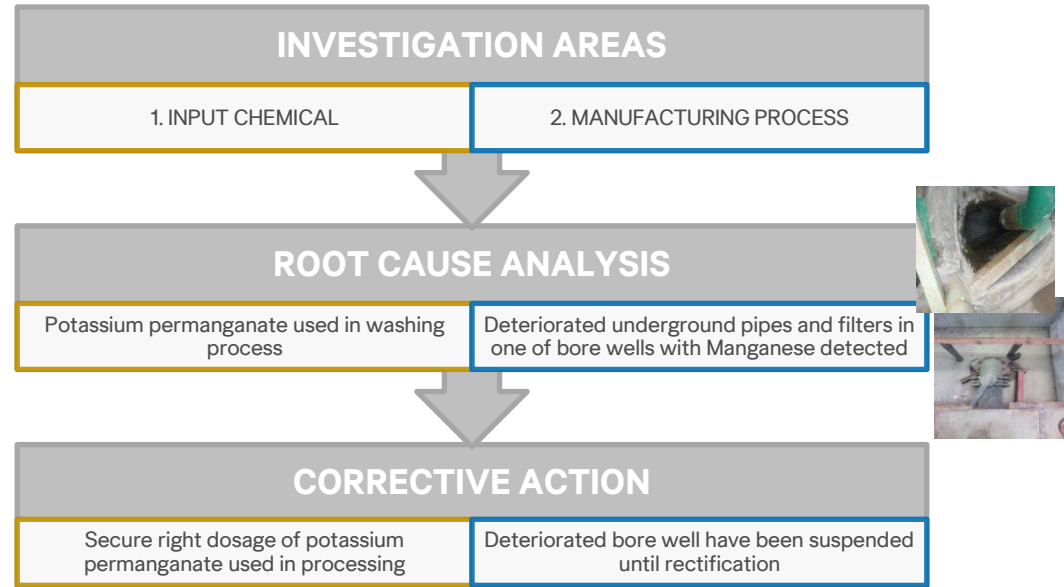 INVESTIGATION AREAS
1. INPUT CHEMICAL
2. MANUFACTURING PROCESS
ROOT CAUSE ANALYSIS
Potassium permanganate used in washing
process
Deteriorated underground pipes and filters in
one of bore wells with Manganese detected
CORRECTIVE ACTION
Secure right dosage of potassium
permanganate used in processing
Deteriorated bore well have been suspended
until rectification